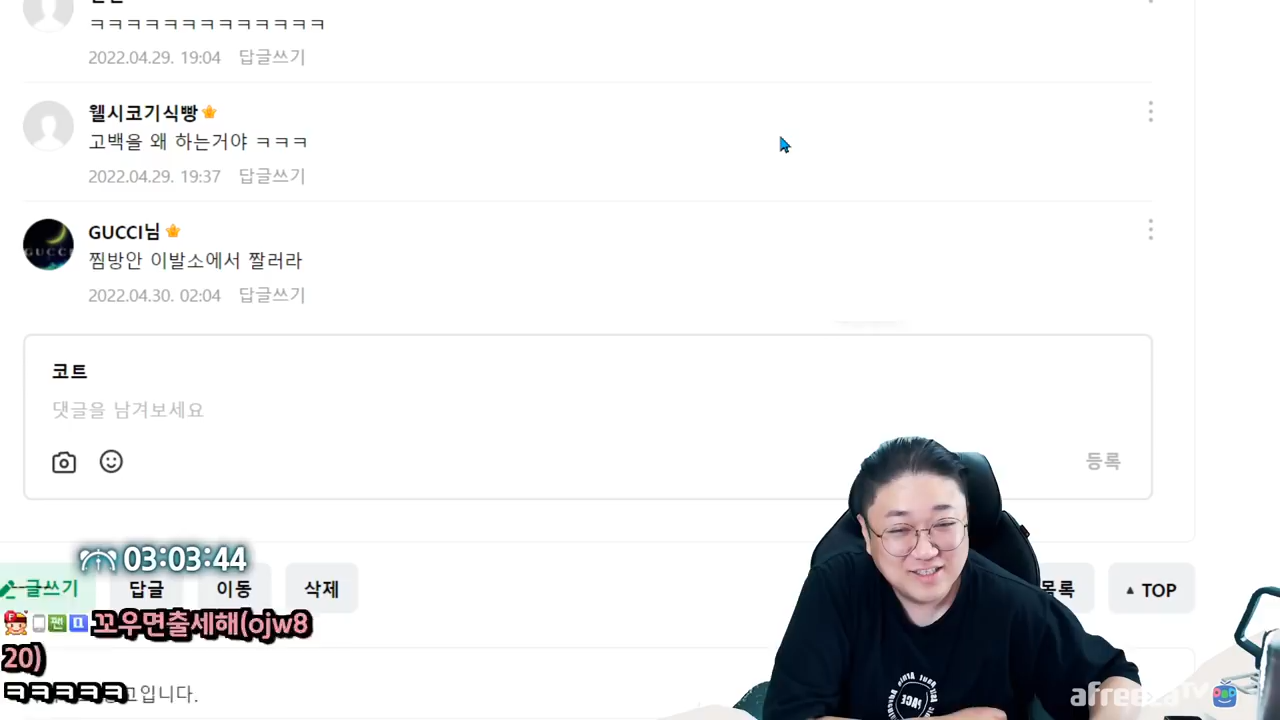 ㅋㅋㅋㅋㅋㅋㅋㅋㅋㅋㅋㅋㅋ
2022.04.29. 19:04 답글쓰기
웰시코기식빵
고백을 왜 하는거야 ㅋㅋㅋ
2022.04.29. 19:37 답글쓰기
GUCCI님
GUCCI
찜방안 이발소에서 짤러라
2022.04.30. 02:04 답글쓰기
코트
댓글을 남겨보세요
등록
03:03:44
글쓰기 답글 이동 삭제 목록 TOP
꼬우면출세해(ojw8
20)
ㅋㅋㅋㅋㅋ
고입니다.
afreecaTV